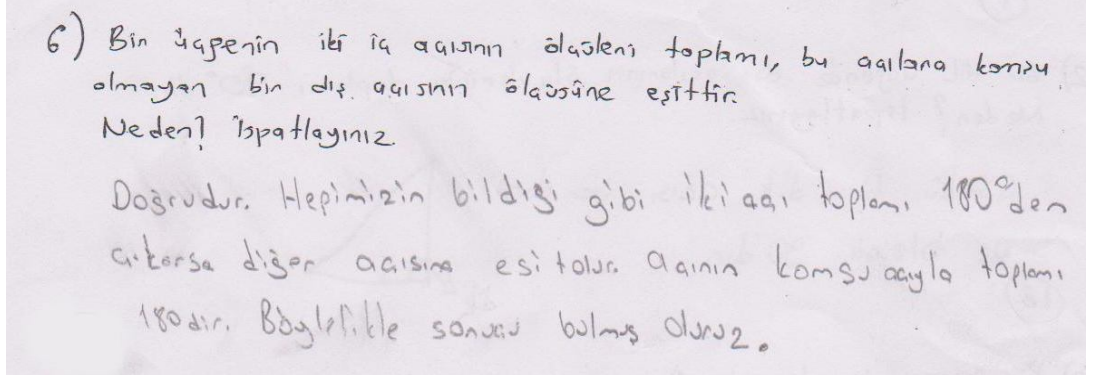 6) Bir üçgenin iki iç açısının ölçüleri toplamı, bu açılara komşu
olmayan bir dış açısının ölçüsüne eşittir.
Neden? İspatlayınız.
Doğrudur. Hepimizin bildiği gibi iki açı toplamı 180° den
çıkarsa diğer açısına eşit olur. Açının komşu açıyla toplamı
180 dir. Böylelikle sonucu bulmuş oluruz.